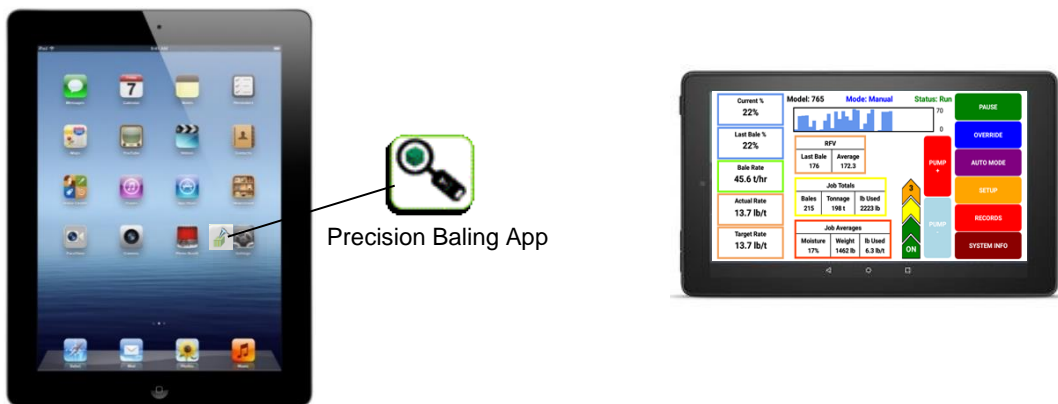 7
Precision Baling App
Current %
22%
Last Bale %
22%
Bale Rate
45.6 t/hr
Actual Rate
13.7 lb/t
Target Rate
13.7 lb/t
Model: 765 Mode: Manual Status: Run
70
0
RFV
Last Bale Average
176 172.3
Job Totals
Bales Tonnage lb Used
215 198 t 2223 lb
Job Averages
Moisture Weight lb Used
17% 1462 lb 6.3 lb/t
3
ON
PUMP
+
PUMP
-
PAUSE
OVERRIDE
AUTO MODE
SETUP
RECORDS
SYSTEM INFO